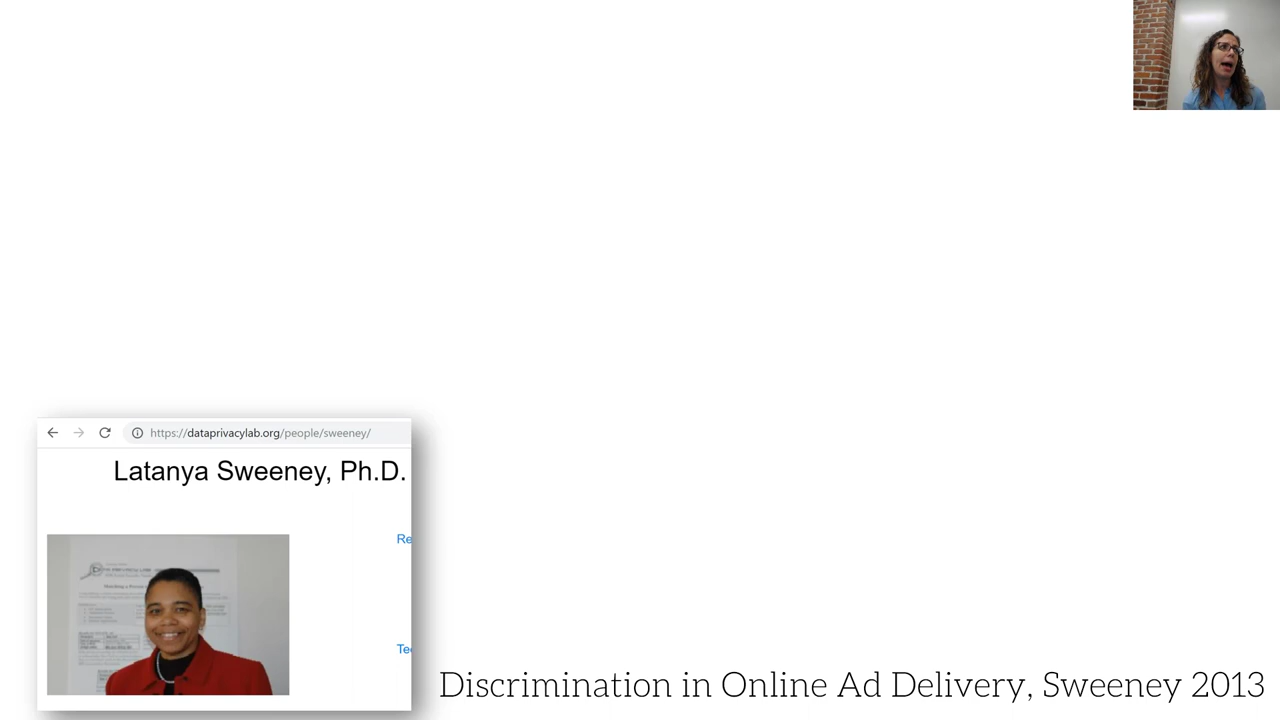 https://dataprivacylab.org/people/sweeney/
Latanya Sweeney, Ph.D.
Discrimination in Online Ad Delivery, Sweeney 2013